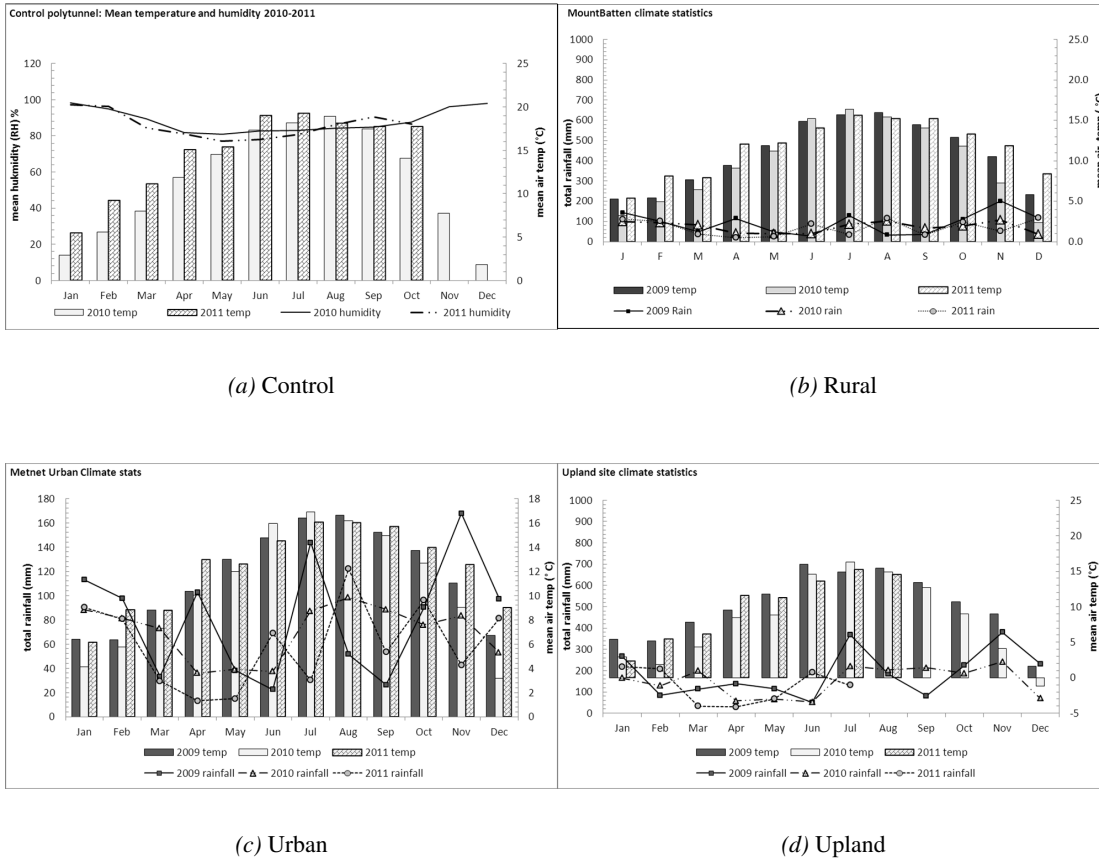 Control polytunnel: Mean temperature and humidity 2010-2011
mean hukmidity (RH) %
120
100
80
60
40
20
0
25
20
15
10
5
0
mean air temp (°C)
Jan Feb Mar Apr May Jun Jul Aug Sep Oct Nov Dec
2010 temp 2011 temp 2010 humidity 2011 humidity
(a) Control
MountBatten climate statistics
total rainfall (mm)
1000
900
800
700
600
500
400
300
200
100
0
25.0
20.0
15.0
10.0
5.0
0.0
mean air temp (°C)
J F M A M J J A S O N D
2009 temp 2010 temp 2011 temp
2009 Rain 2010 rain 2011 rain
(b) Rural
Metnet Urban Climate stats
total rainfall (mm)
180
160
140
120
100
80
60
40
20
0
18
16
14
12
10
8
6
4
2
0
mean air temp (°C)
Jan Feb Mar Apr May Jun Jul Aug Sep Oct Nov Dec
2009 temp 2010 temp 2011 temp
2009 rainfall 2010 rainfall 2011 rainfall
(c) Urban
Upland site climate statistics
total rainfall (mm)
1000
900
800
700
600
500
400
300
200
100
0
25
20
15
10
5
0
-5
mean air temp (°C)
Jan Feb Mar Apr May Jun Jul Aug Sep Oct Nov Dec
2009 temp 2010 temp 2011 temp
2009 rainfall 2010 rainfall 2011 rainfall
(d) Upland